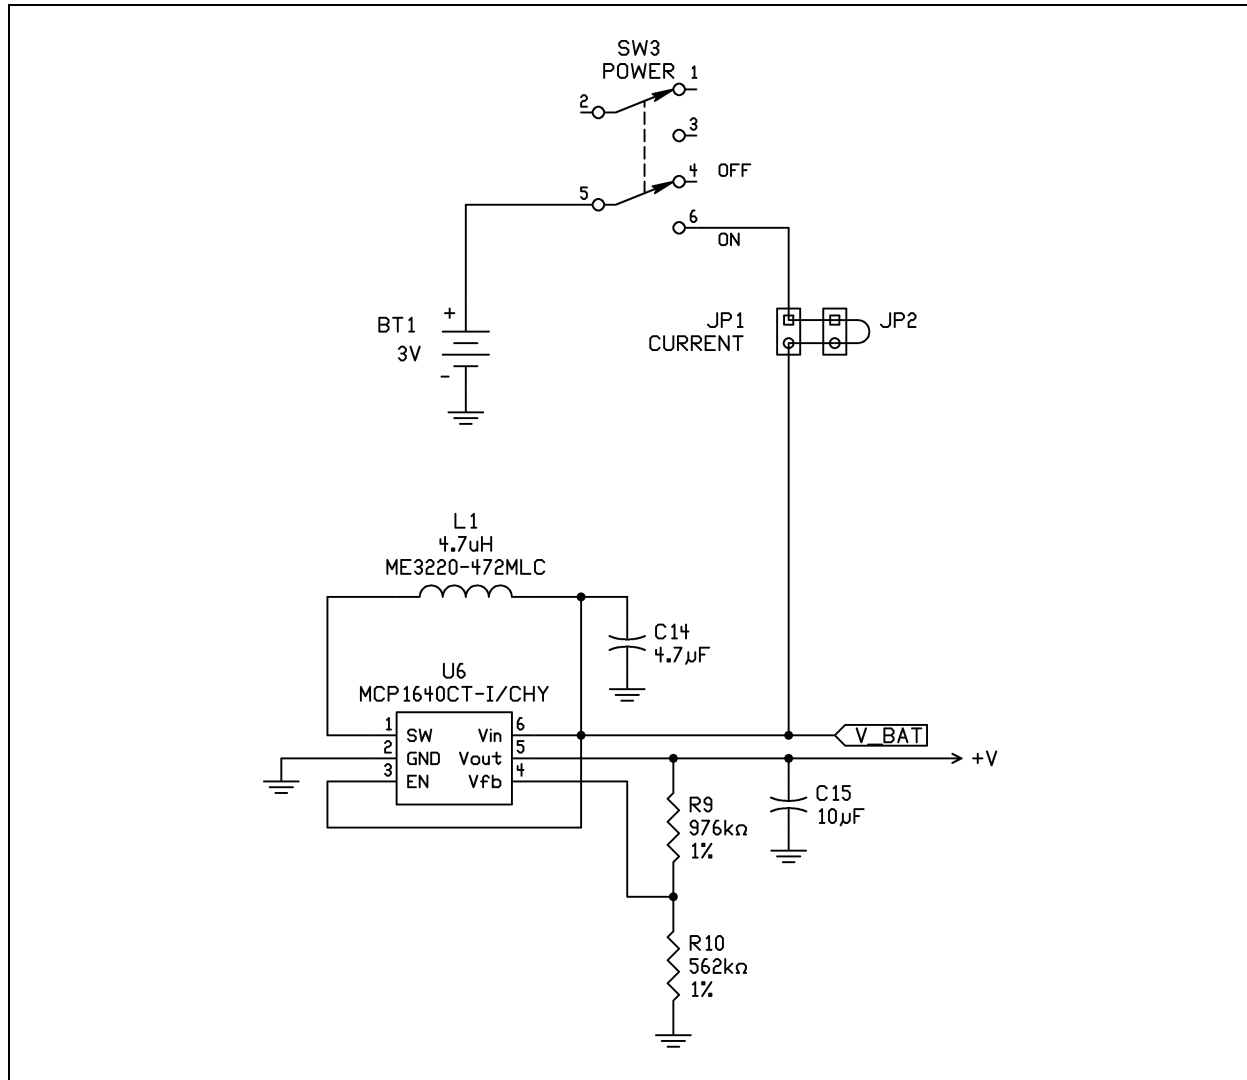 SW3
POWER
1
2
3
4 OFF
5
6
ON
+
BT1
3V
-
JP1
CURRENT
JP2
L1
4.7uH
ME3220-472MLC
C14
4.7µF
U6
MCP1640CT-I/CHY
1 SW Vin 6
2 GND Vout 5
3 EN Vfb 4
V_BAT
+V
C15
10µF
R9
976kΩ
1%
R10
562kΩ
1%